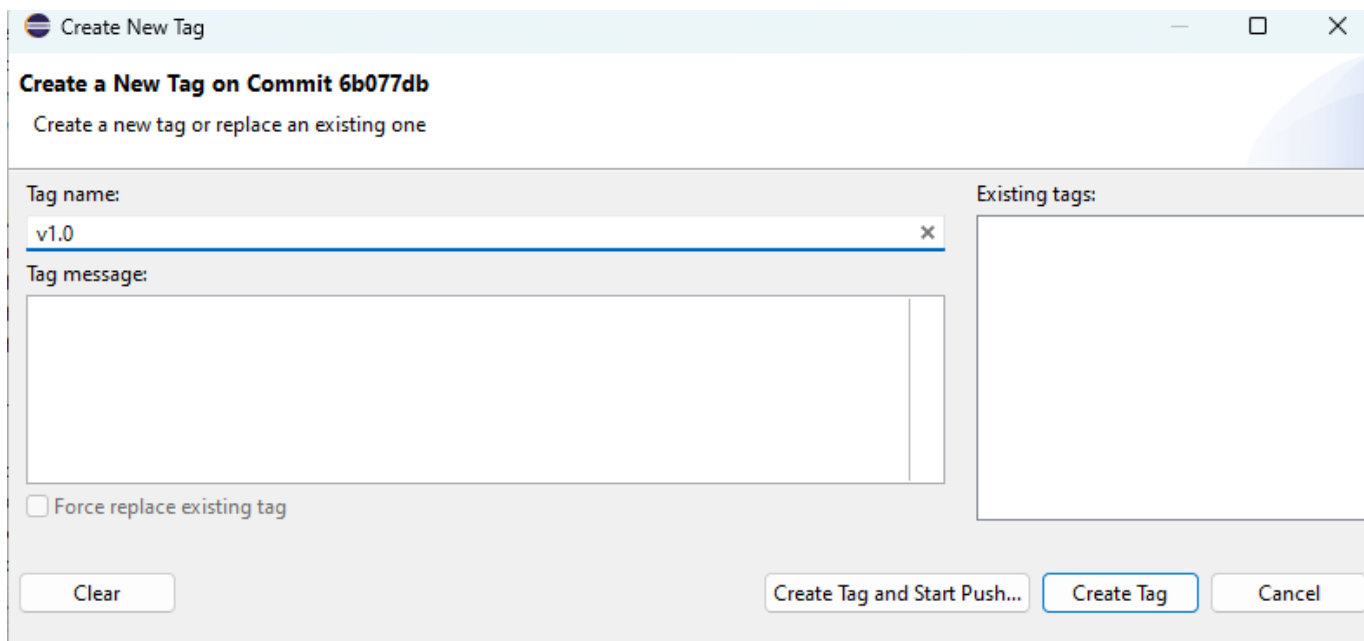 Create New Tag
Create a New Tag on Commit 6b077db
Create a new tag or replace an existing one
Tag name:
v1.0
Tag message:
Force replace existing tag
Existing tags:
Clear
Create Tag and Start Push...
Create Tag
Cancel